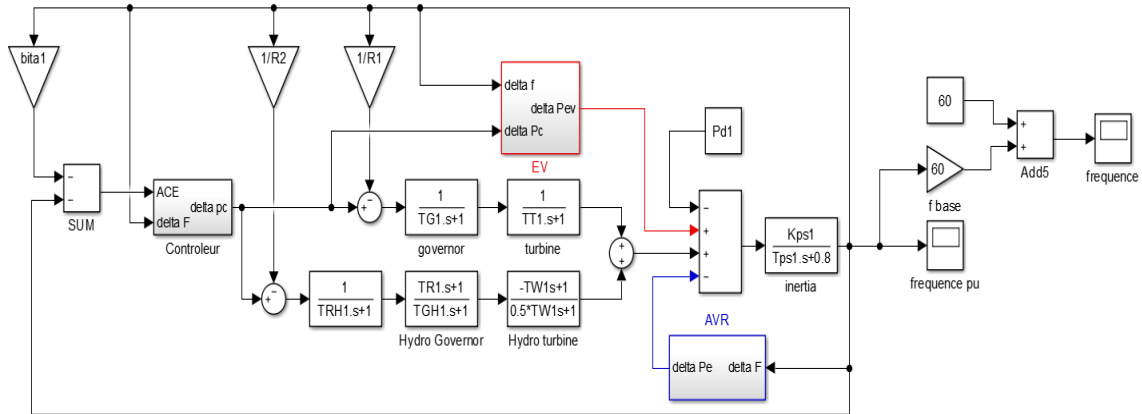 bita1
1/R2
1/R1
delta f
delta Pev
delta Pc
EV
Pd1
60
+
+
Add5
frequence
60
f base
frequence pu
−
−
SUM
ACE
delta pc
delta F
Controleur
+ −
1
TG1.s+1
governor
1
TT1.s+1
turbine
+
+
−
+
+
−
Kps1
Tps1.s+0.8
inertia
+ −
1
TRH1.s+1
TR1.s+1
TGH1.s+1
Hydro Governor
-TW1s+1
0.5*TW1s+1
Hydro turbine
AVR
delta Pe
delta F